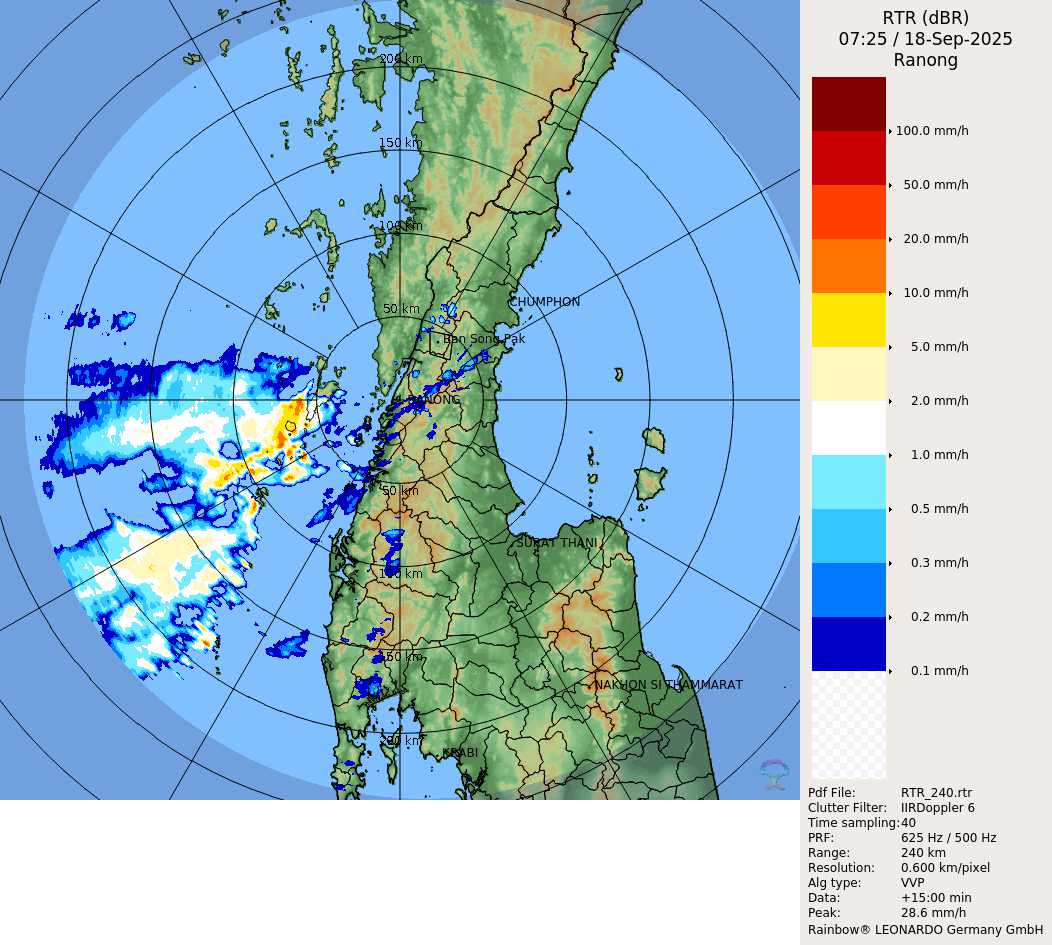 RTR (dBR)
07:25 / 18-Sep-2025
Ranong
100.0 mm/h
50.0 mm/h
20.0 mm/h
10.0 mm/h
5.0 mm/h
2.0 mm/h
1.0 mm/h
0.5 mm/h
0.3 mm/h
0.2 mm/h
0.1 mm/h
Pdf File: RTR_240.rtr
Clutter Filter: IIRDoppler 6
Time sampling: 40
PRF: 625 Hz / 500 Hz
Range: 240 km
Resolution: 0.600 km/pixel
Alg type: VVP
Data: +15:00 min
Peak: 28.6 mm/h
Rainbow® LEONARDO Germany GmbH
200 km
150 km
100 km
CHUMPHON
50 km
Ban Song Pak
RANONG
50 km
SURAT THANI
100 km
150 km
NAKHON SI THAMMARAT
200 km
KRABI